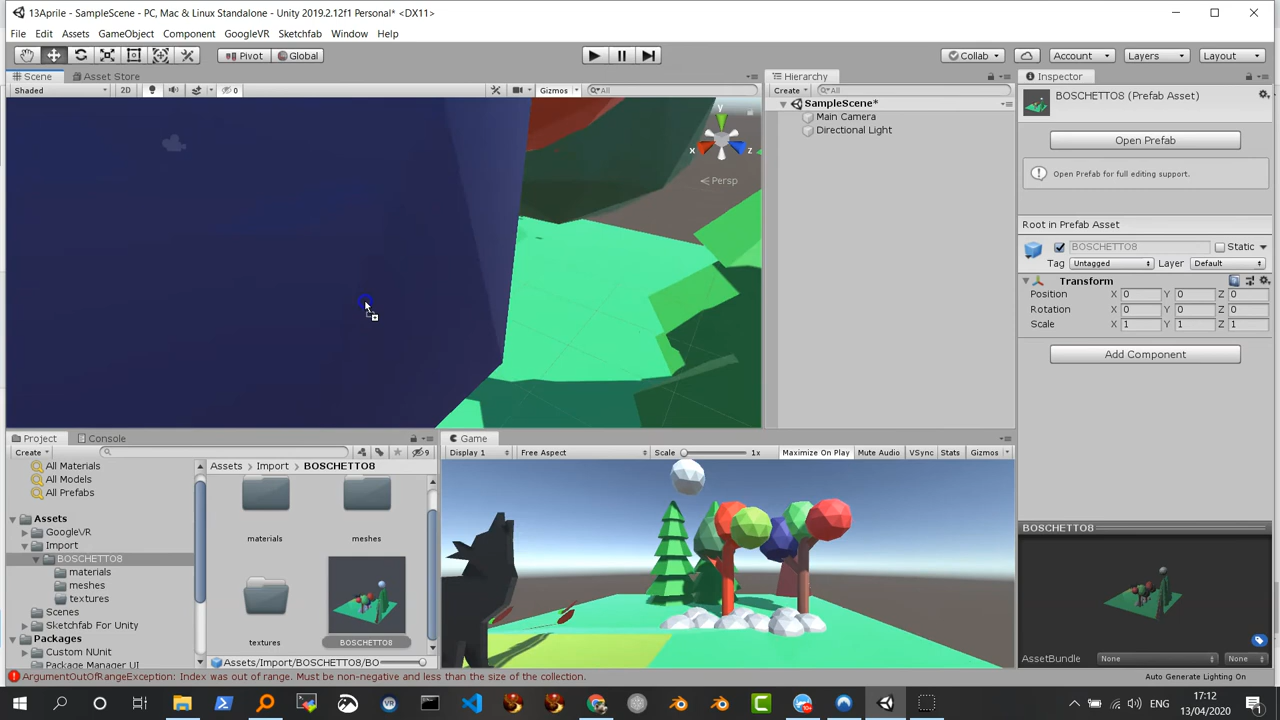 13Aprile - SampleScene - PC, Mac & Linux Standalone - Unity 2019.2.12f1 Personal* <DX11>
File Edit Assets GameObject Component GoogleVR Sketchfab Window Help
Pivot Global Collab Account Layers Layout
Scene Asset Store Hierarchy Inspector
Shaded 2D 0 Gizmos All Create All
BOSCHETTO8 (Prefab Asset)
SampleScene*
Main Camera
Directional Light
Open Prefab
y
x z
Persp
Open Prefab for full editing support.
Root in Prefab Asset
BOSCHETTO8 Static
Tag Untagged Layer Default
Transform
Position X 0 Y 0 Z 0
Rotation X 0 Y 0 Z 0
Scale X 1 Y 1 Z 1
Add Component
Project Console Game
Create 9 Display 1 Free Aspect Scale 1x Maximize On Play Mute Audio VSync Stats Gizmos
All Materials
All Models
All Prefabs
Assets
GoogleVR
Import
BOSCHETTO8
materials
meshes
textures
Scenes
Sketchfab For Unity
Packages
Custom NUnit
Package Manager UI
Assets Import BOSCHETTO8
materials meshes
textures BOSCHETTO8
Assets/Import/BOSCHETTO8/BO
BOSCHETTO8
AssetBundle None None
ArgumentOutOfRangeException: Index was out of range. Must be non-negative and less than the size of the collection.
Auto Generate Lighting On
10+
ENG
17:12
13/04/2020